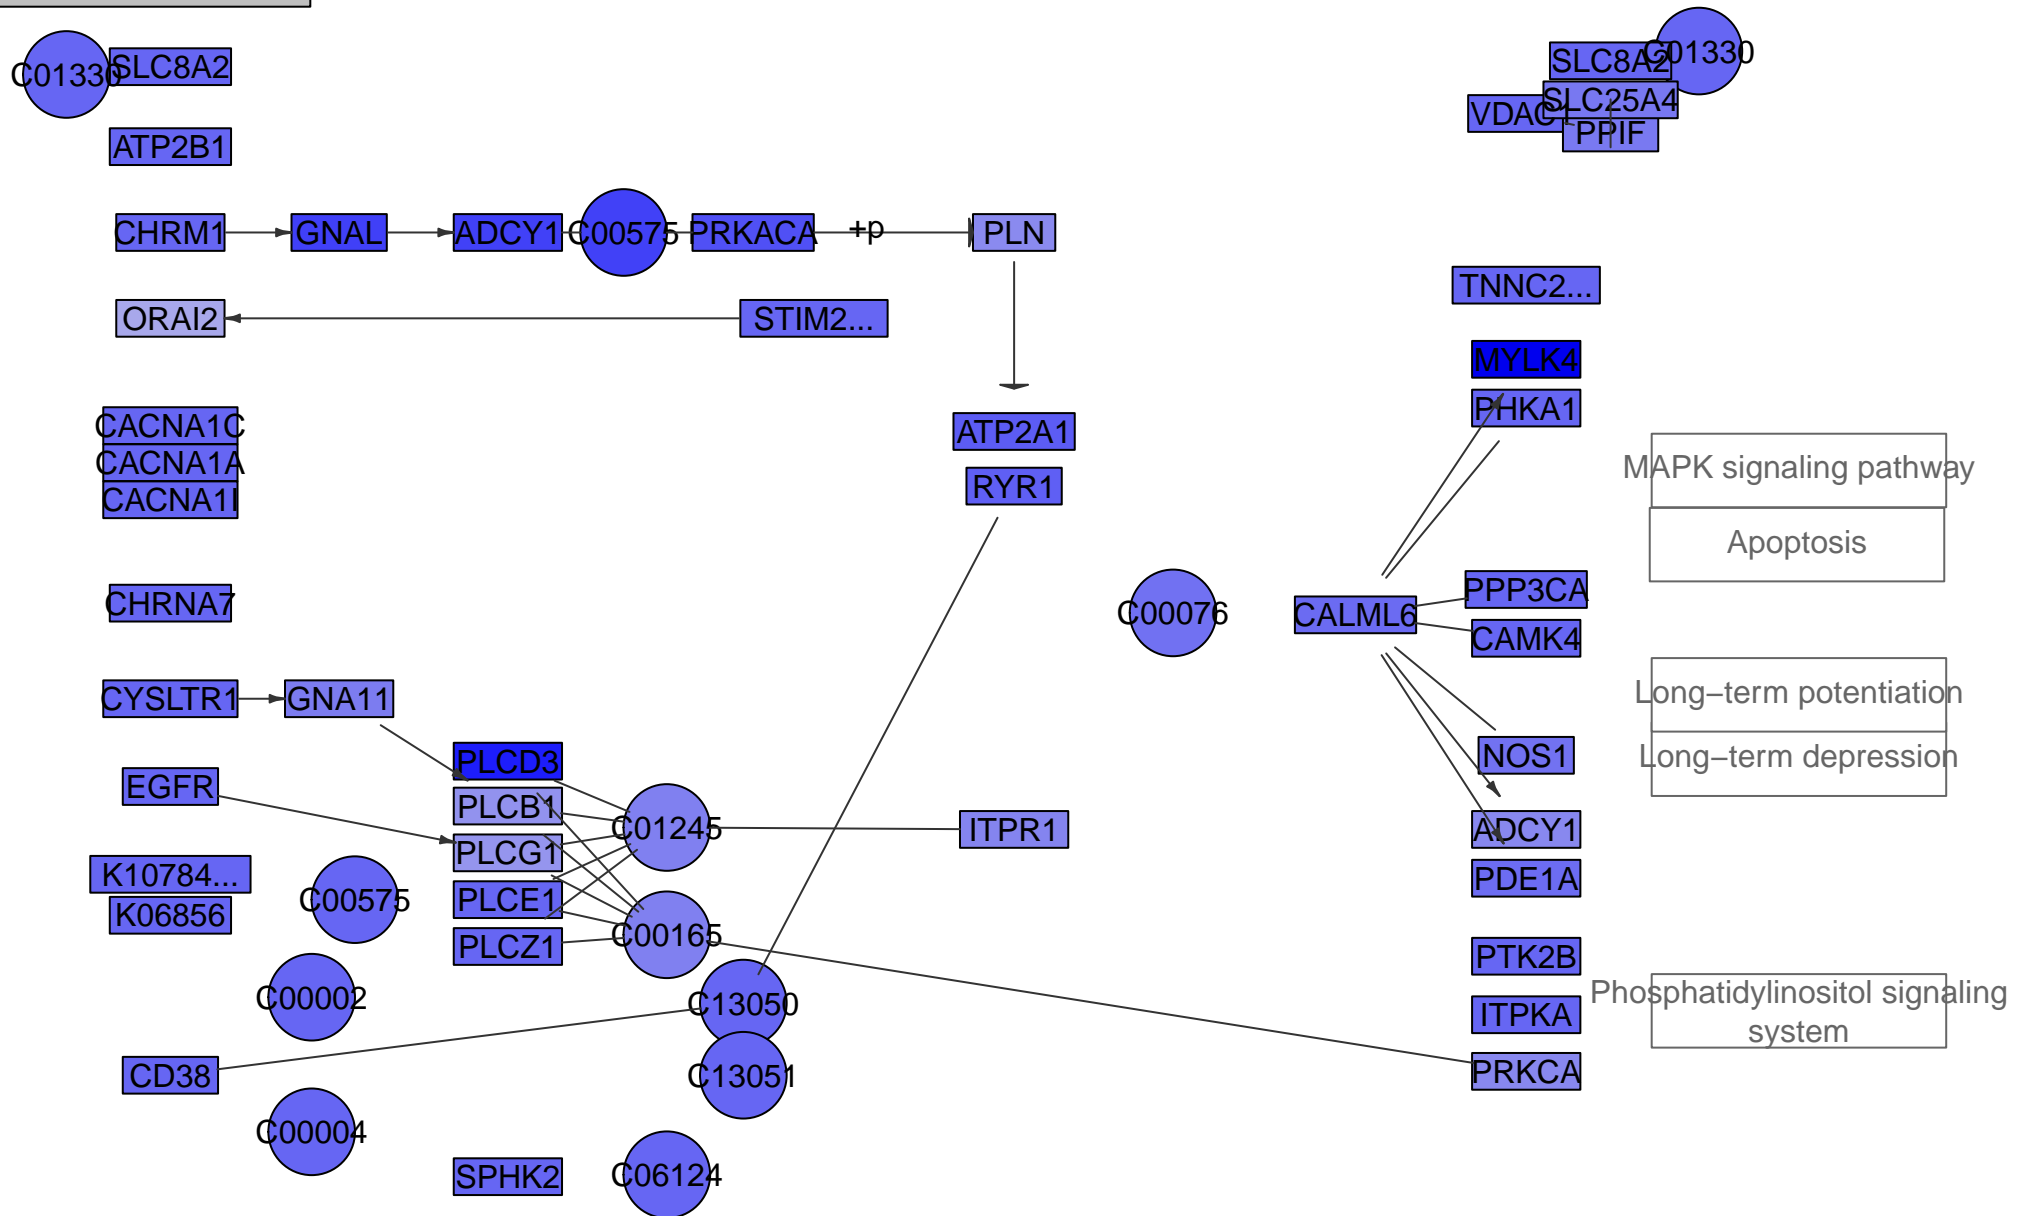 C01330
SLC8A2
SLC8A2
C01330
SLC25A4
VDAC1
PPIF
ATP2B1
CHRM1
GNAL
ADCY1
C00575
PRKACA
+p
PLN
TNNC2...
ORAI2
STIM2...
MYLK4
PHKA1
CACNA1C
CACNA1A
CACNA1I
ATP2A1
RYR1
MAPK signaling pathway
Apoptosis
CHRNA7
C00076
CALML6
PPP3CA
CAMK4
CYSLTR1
GNA11
Long−term potentiation
Long−term depression
NOS1
PLCD3
EGFR
PLCB1
PLCG1
C01245
ITPR1
ADCY1
K10784...
K06856
C00575
PLCE1
PLCZ1
C00165
PDE1A
PTK2B
C00002
C13050
ITPKA
Phosphatidylinositol signaling
system
CD38
C13051
PRKCA
C00004
SPHK2
C06124